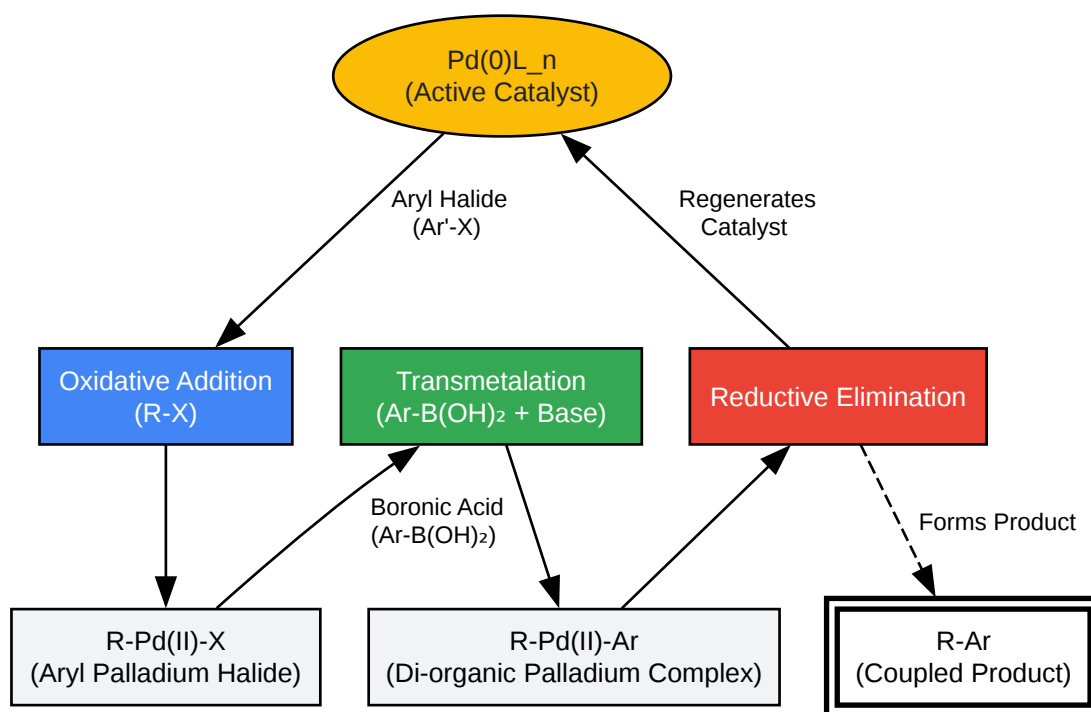 Pd(0)L_n
(Active Catalyst)
Aryl Halide
(Ar'-X)
Regenerates
Catalyst
Oxidative Addition
(R-X)
Transmetalation
(Ar-B(OH)₂ + Base)
Reductive Elimination
Boronic Acid
(Ar-B(OH)₂)
Forms Product
R-Pd(II)-X
(Aryl Palladium Halide)
R-Pd(II)-Ar
(Di-organic Palladium Complex)
R-Ar
(Coupled Product)